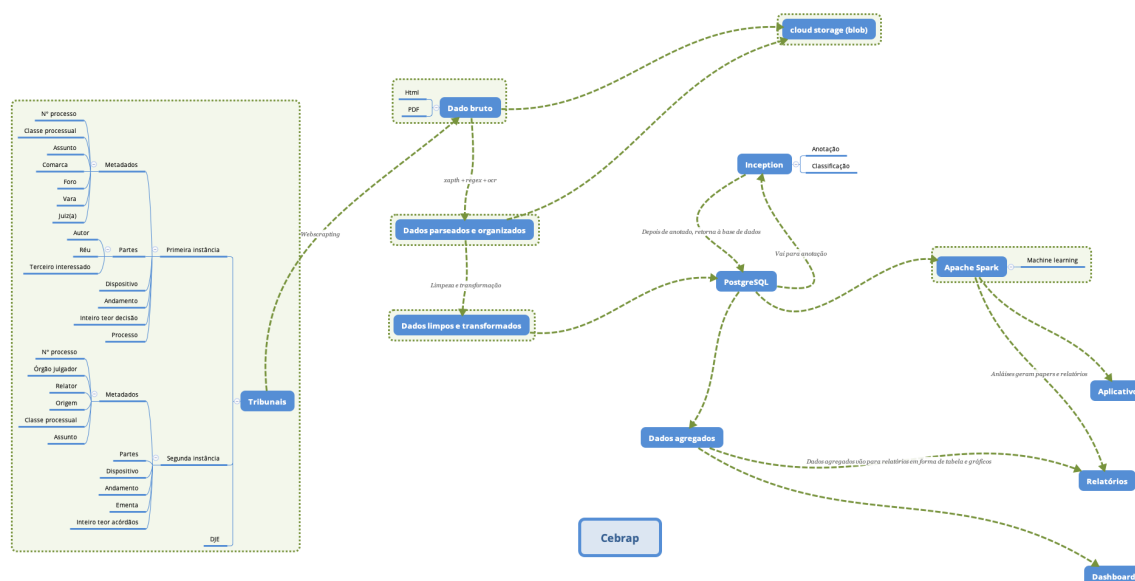 cloud storage (blob)
Html
PDF
Dado bruto
xapth + regex + ocr
Dados parseados e organizados
Limpeza e transformação
Dados limpos e transformados
Webscrapting
Nº processo
Classe processual
Assunto
Comarca
Foro
Vara
Juiz(a)
Metadados
Autor
Réu
Terceiro interessado
Partes
Primeira instância
Dispositivo
Andamento
Inteiro teor decisão
Processo
Nº processo
Órgão julgador
Relator
Origem
Classe processual
Assunto
Metadados
Tribunais
Partes
Segunda instância
Dispositivo
Andamento
Ementa
Inteiro teor acórdãos
DJE
Inception
Anotação
Classificação
Depois de anotado, retorna à base de dados
Vai para anotação
PostgreSQL
Apache Spark
Machine learning
Anláises geram papers e relatórios
Aplicativo
Dados agregados
Dados agregados vão para relatórios em forma de tabela e gráficos
Relatórios
Cebrap
Dashboard